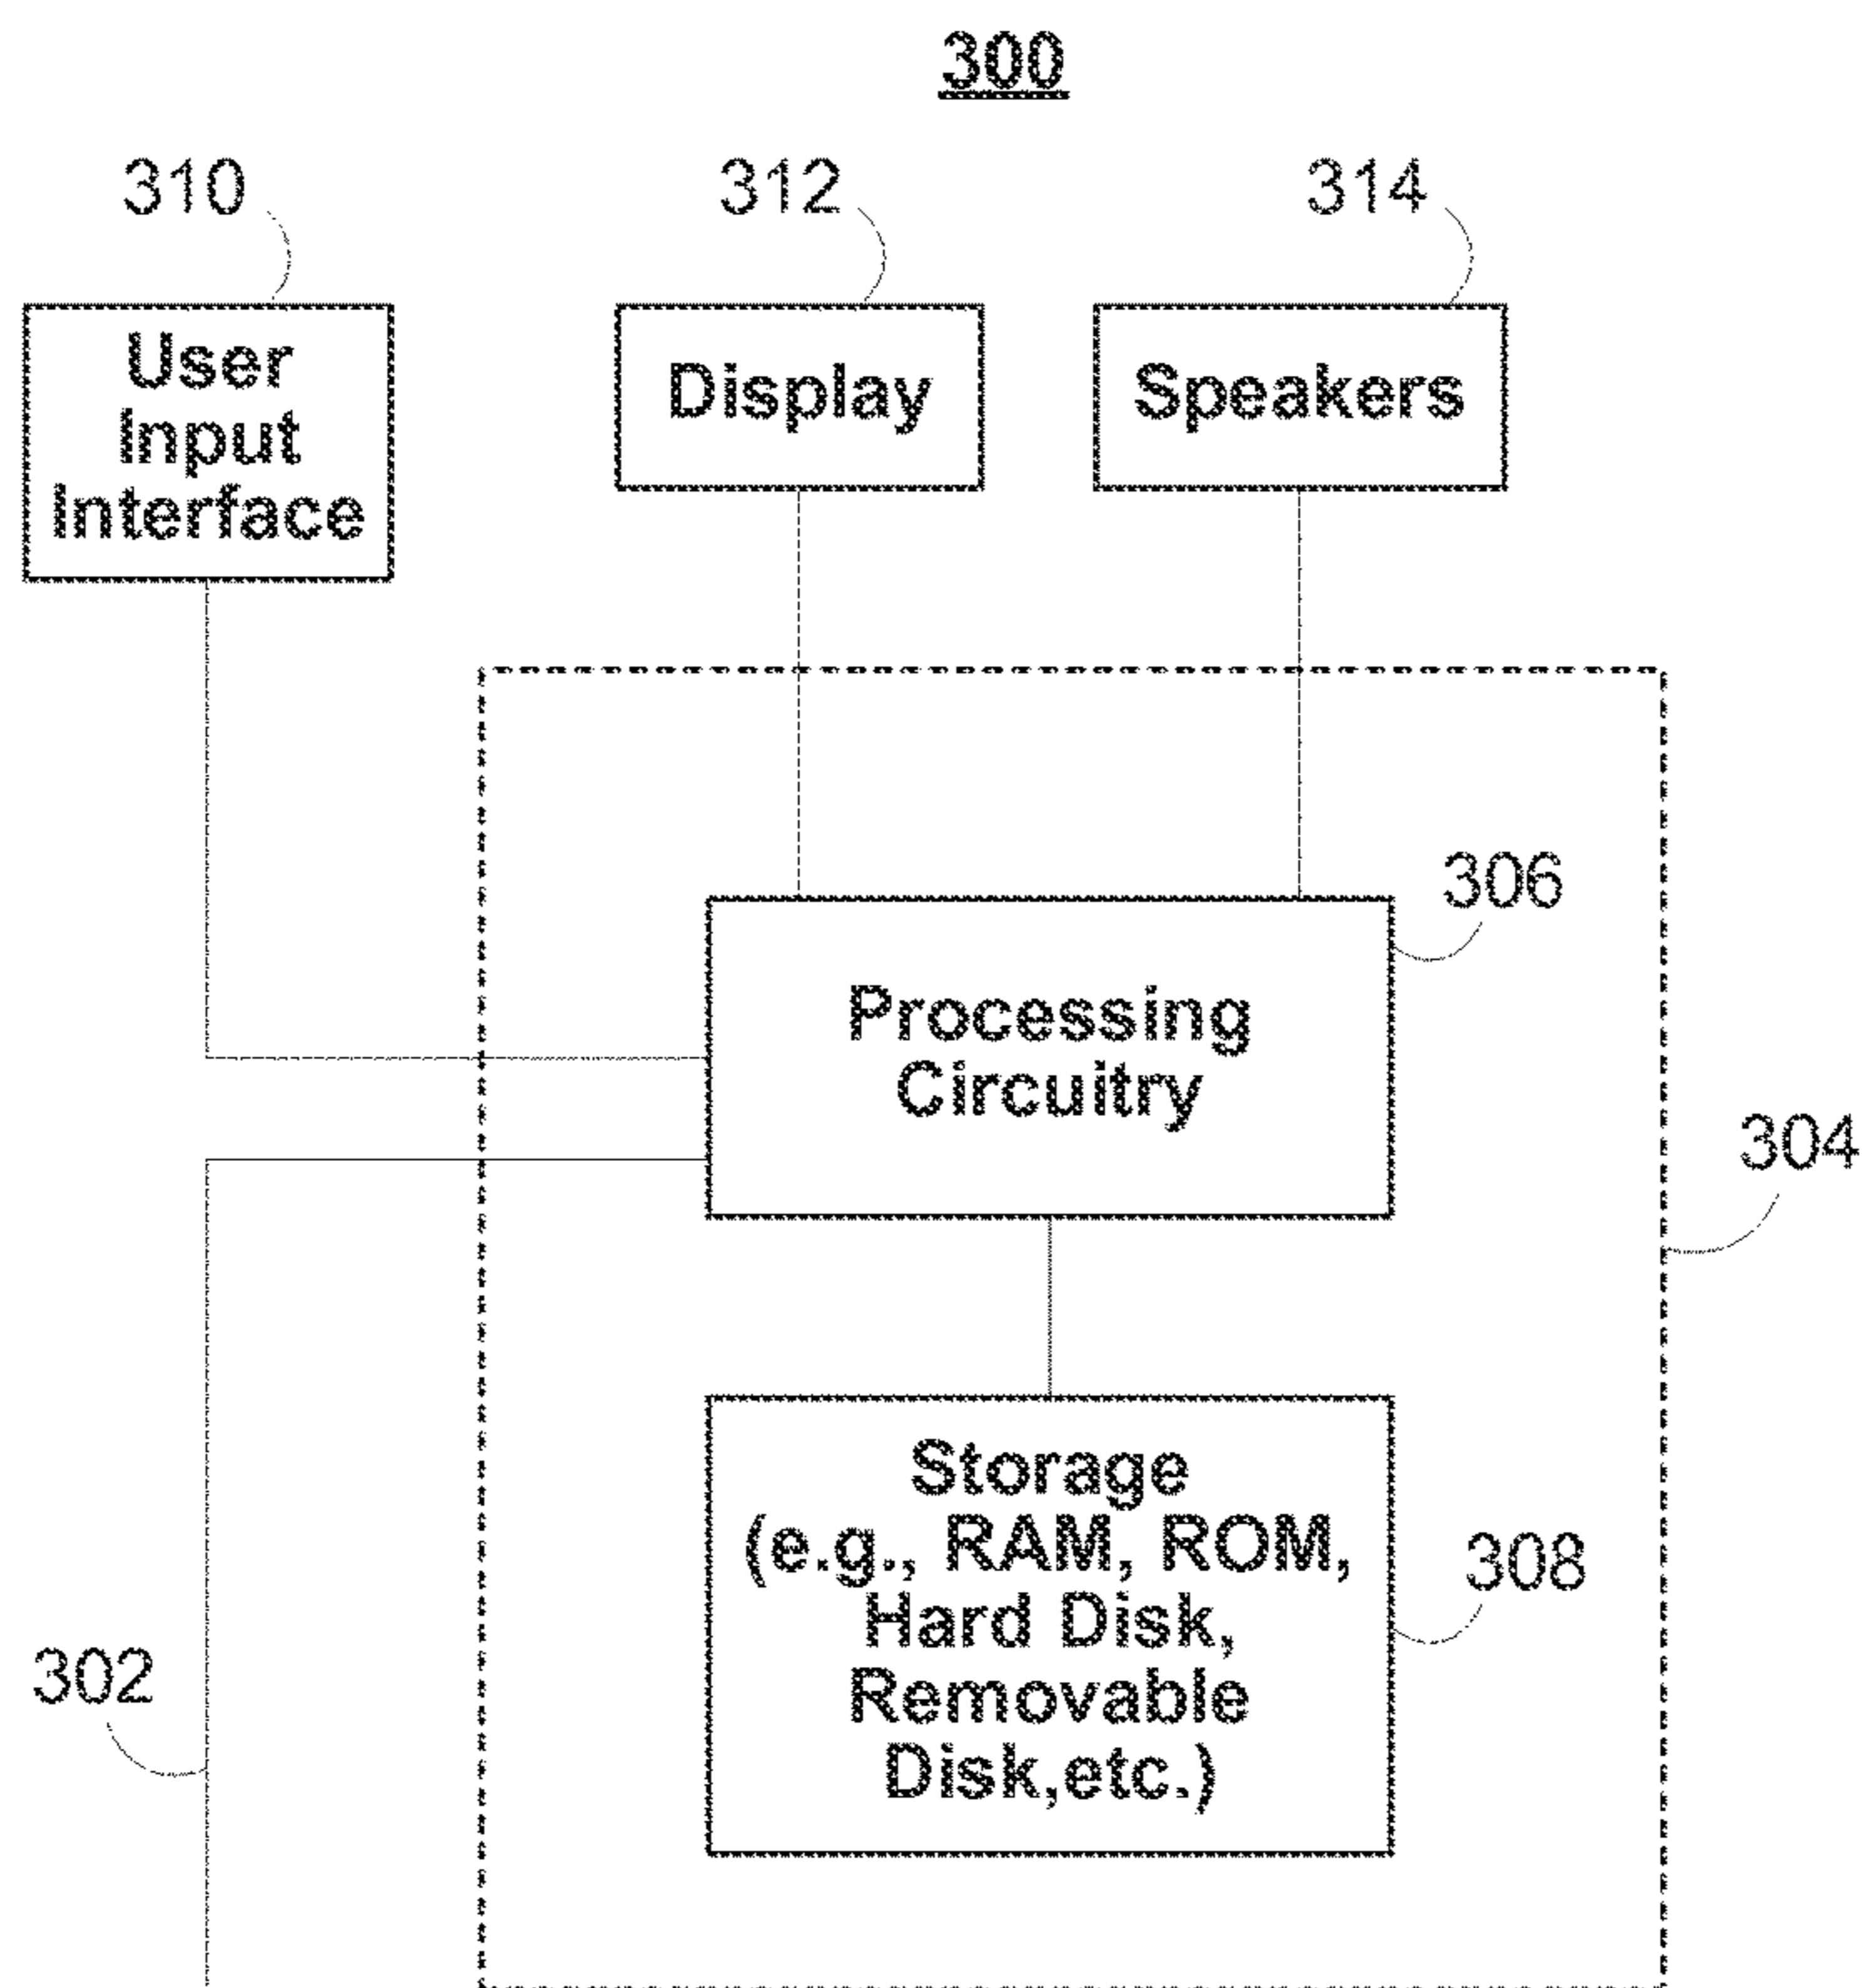 300
310
312
314
User
Input
Interface
Display
Speakers
306
Processing
Circuitry
304
Storage
(e.g., RAM, ROM,
Hard Disk,
Removable
Disk,etc.)
308
302